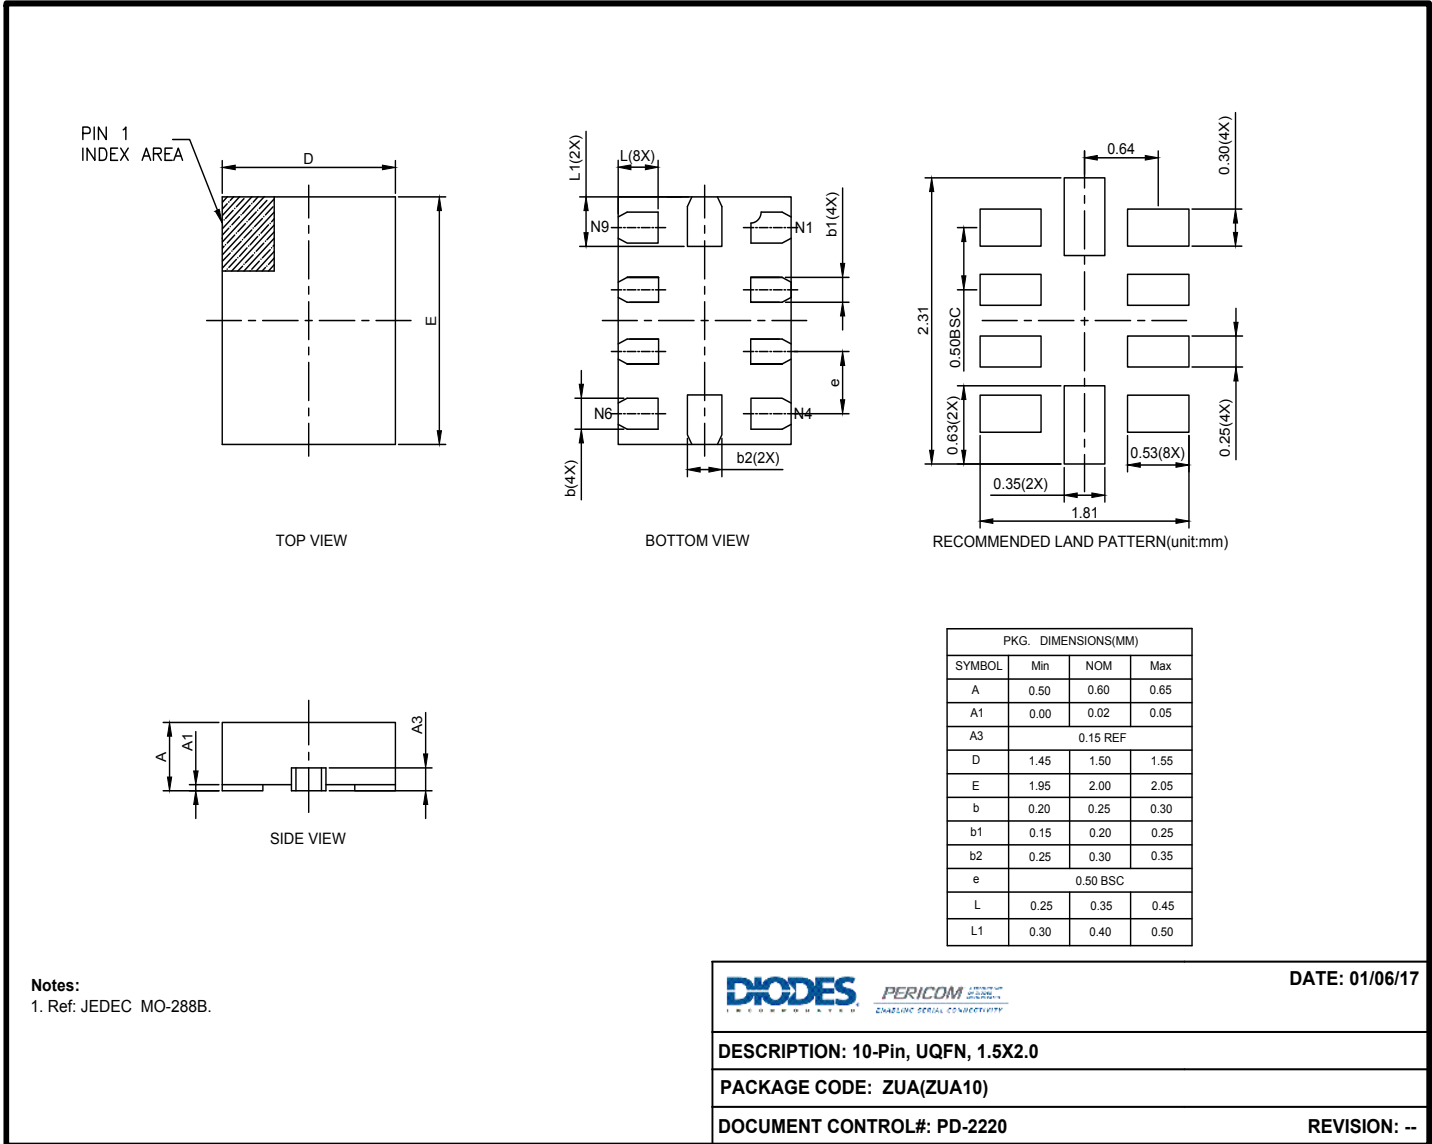 PIN 1
INDEX AREA
D
E
TOP VIEW
L1(2X)
L(8X)
b1(4X)
N9
N1
e
N6
N4
b(4X)
b2(2X)
BOTTOM VIEW
0.64
0.30(4X)
2.31
0.50BSC
0.63(2X)
0.25(4X)
0.53(8X)
0.35(2X)
1.81
RECOMMENDED LAND PATTERN(unit:mm)
A
A1
A3
SIDE VIEW
PKG. DIMENSIONS(MM)
SYMBOL Min NOM Max
A 0.50 0.60 0.65
A1 0.00 0.02 0.05
A3 0.15 REF
D 1.45 1.50 1.55
E 1.95 2.00 2.05
b 0.20 0.25 0.30
b1 0.15 0.20 0.25
b2 0.25 0.30 0.35
e 0.50 BSC
L 0.25 0.35 0.45
L1 0.30 0.40 0.50
Notes:
1. Ref: JEDEC MO-288B.
DIODES
INCORPORATED
PERICOM
ENABLING SERIAL CONNECTIVITY
DATE: 01/06/17
DESCRIPTION: 10-Pin, UQFN, 1.5X2.0
PACKAGE CODE: ZUA(ZUA10)
DOCUMENT CONTROL#: PD-2220
REVISION: --